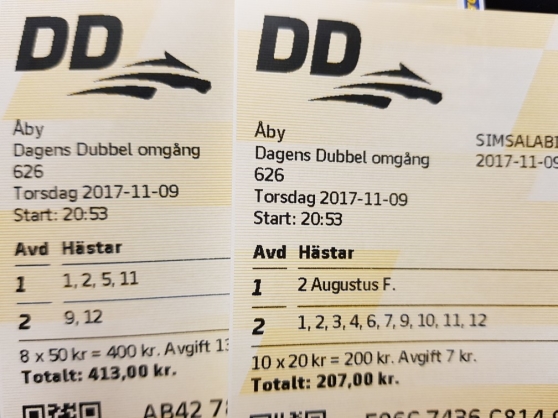 DD
Åby
Dagens Dubbel omgång
626
Torsdag 2017-11-09
Start: 20:53
Avd Hästar
1 1, 2, 5, 11
2 9, 12
8 x 50 kr = 400 kr. Avgift 13
Totalt: 413,00 kr.
AB42
DD
Åby
SIMSALABI
Dagens Dubbel omgång
2017-11-09
626
Torsdag 2017-11-09
Start: 20:53
Avd Hästar
1 2 Augustus F.
2 1, 2, 3, 4, 6, 7, 9, 10, 11, 12
10 x 20 kr = 200 kr. Avgift 7 kr.
Totalt: 207,00 kr.